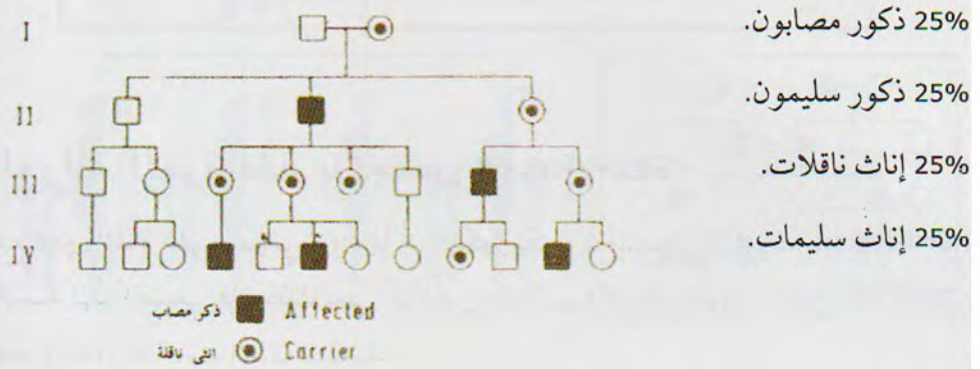 25% ذكور مصابون.
I
25% ذكور سليمون.
II
25% إناث ناقلات.
III
25% إناث سليمات.
IV
ذكر مصاب Affected
انثى ناقلة Carrier